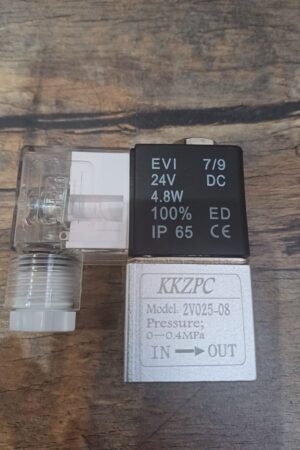 EVI 7/9
24V DC
4.8W
100% ED
IP 65 CE
KKZPC
Model: 2V025-08
Pressure;
0—0.4MPa
IN → OUT